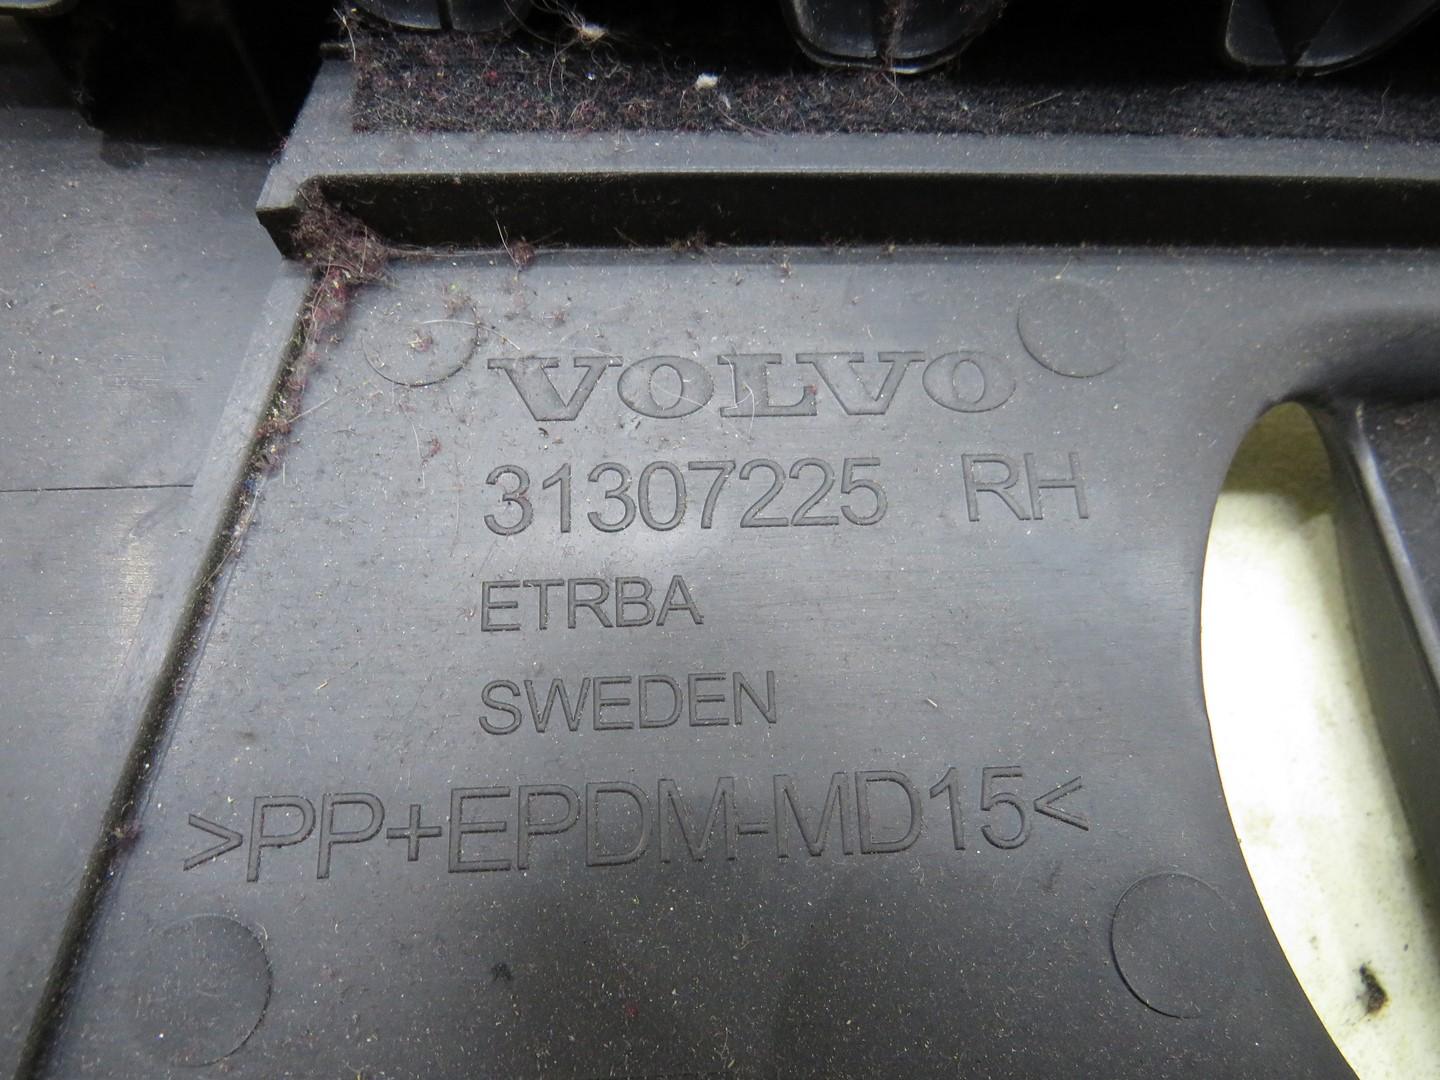 VOLVO
31307225 RH
ETRBA
SWEDEN
>PP+EPDM-MD15<